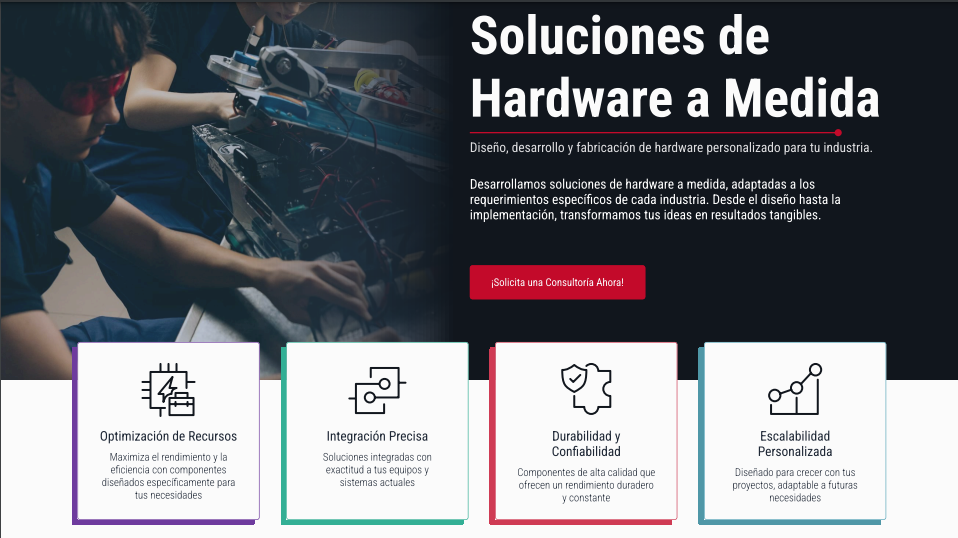 Soluciones de
Hardware a Medida
Diseño, desarrollo y fabricación de hardware personalizado para tu industria.
Desarrollamos soluciones de hardware a medida, adaptadas a los
requerimientos específicos de cada industria. Desde el diseño hasta la
implementación, transformamos tus ideas en resultados tangibles.
¡Solicita una Consultoría Ahora!
Optimización de Recursos
Maximiza el rendimiento y la
eficiencia con componentes
diseñados específicamente para
tus necesidades
Integración Precisa
Soluciones integradas con
exactitud a tus equipos y
sistemas actuales
Durabilidad y
Confiabilidad
Componentes de alta calidad que
ofrecen un rendimiento duradero
y constante
Escalabilidad
Personalizada
Diseñado para crecer con tus
proyectos, adaptable a futuras
necesidades